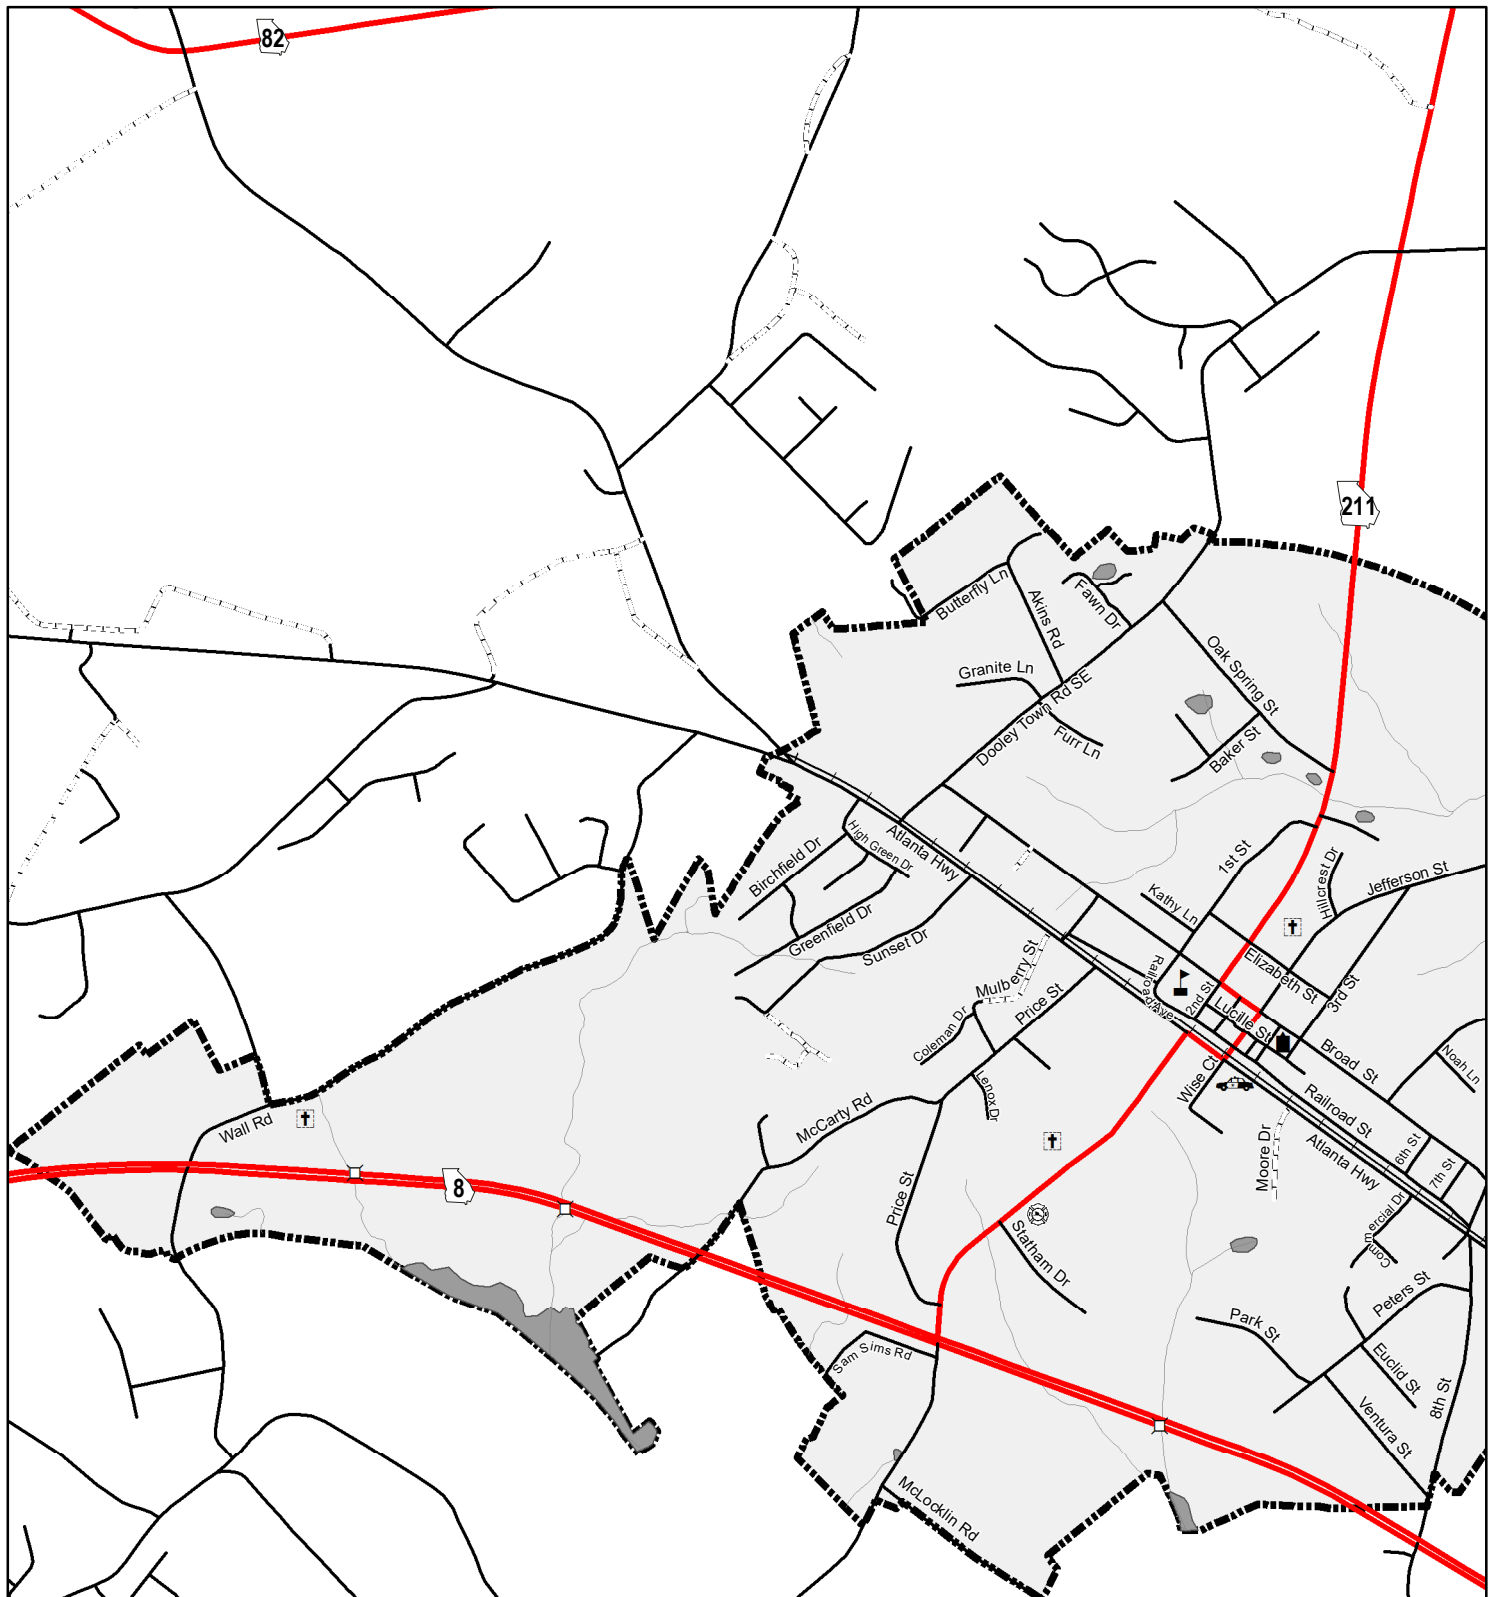 82
211
Butterfly Ln
Akins Rd
Fawn Dr
Granite Ln
Oak Spring St
Dooley Town Rd SE
Furr Ln
Baker St
Birchfield Dr
High Green Dr
Atlanta Hwy
1st St
Hillcrest Dr
Jefferson St
Kathy Ln
Greenfield Dr
Sunset Dr
Mulberry St
Railroad Ave
Elizabeth St
3rd St
2nd St
Lucille St
Price St
Coleman Dr
Broad St
Noah Ln
Wise Ct
Lenox Dr
McCarty Rd
Railroad St
Wall Rd
Moore Dr
Atlanta Hwy
6th St
7th St
8
Price St
Commercial Dr
Statham Dr
Peters St
Park St
Sam Sims Rd
Euclid St
8th St
Ventura St
McLocklin Rd